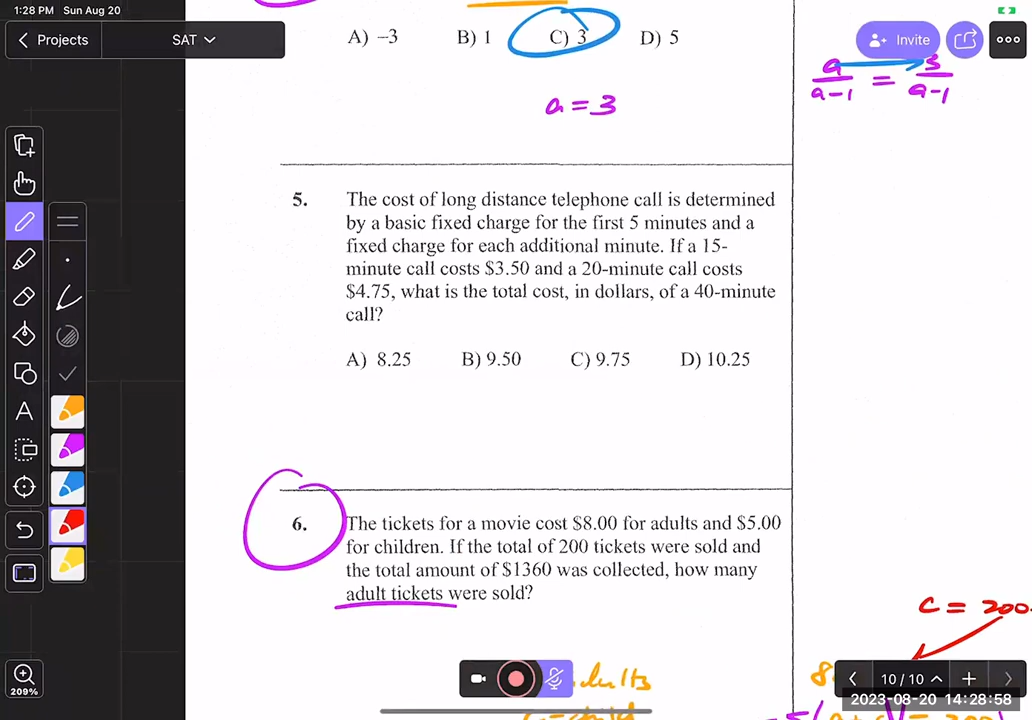 1:28 PM Sun Aug 20
Projects
SAT
Invite
A) –3 B) 1 C) 3 D) 5
a/a-1 = 3/a-1
a = 3
5. The cost of long distance telephone call is determined
by a basic fixed charge for the first 5 minutes and a
fixed charge for each additional minute. If a 15-
minute call costs $3.50 and a 20-minute call costs
$4.75, what is the total cost, in dollars, of a 40-minute
call?
A) 8.25 B) 9.50 C) 9.75 D) 10.25
6. The tickets for a movie cost $8.00 for adults and $5.00
for children. If the total of 200 tickets were sold and
the total amount of $1360 was collected, how many
adult tickets were sold?
C = 200
209%
10 / 10
2023-08-20 14:28:58